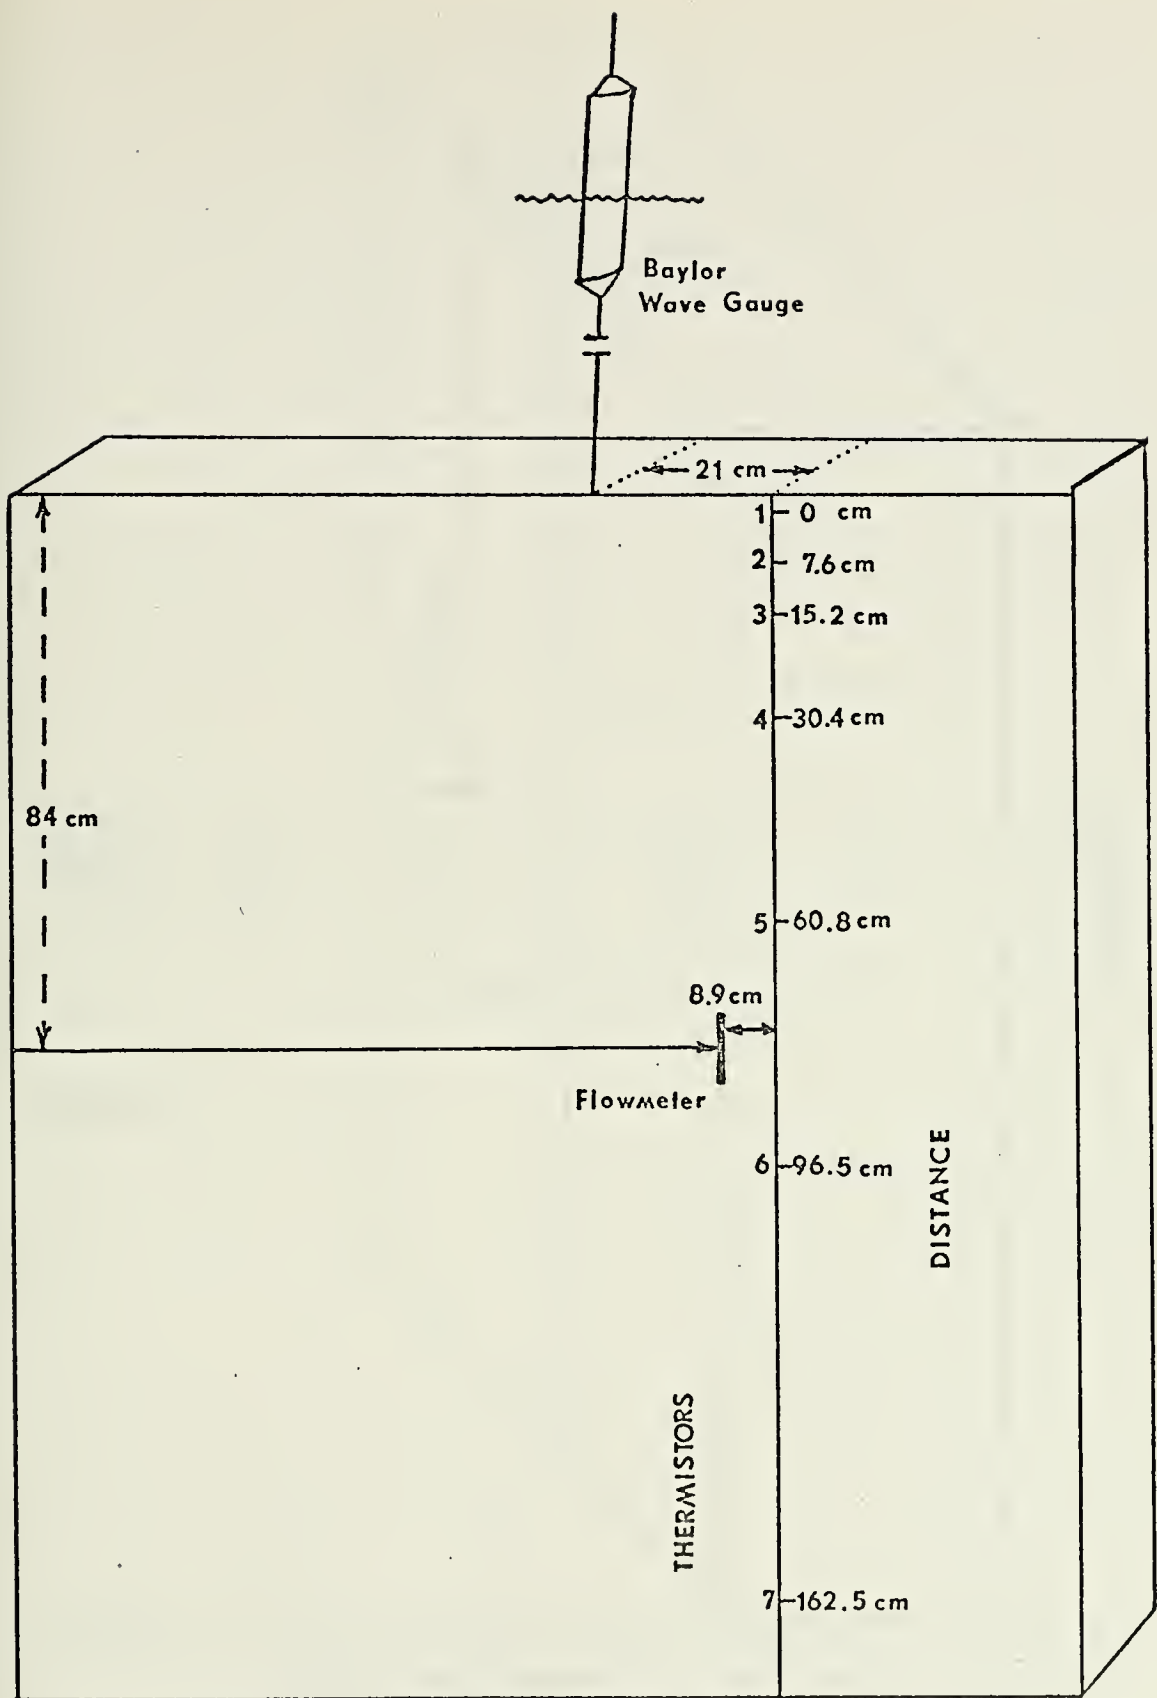 Baylor
Wave Gauge
21 cm
1 0 cm
2 7.6 cm
3 15.2 cm
4 30.4 cm
84 cm
5 60.8 cm
8.9 cm
Flowmeter
6 96.5 cm
DISTANCE
THERMISTORS
7 162.5 cm